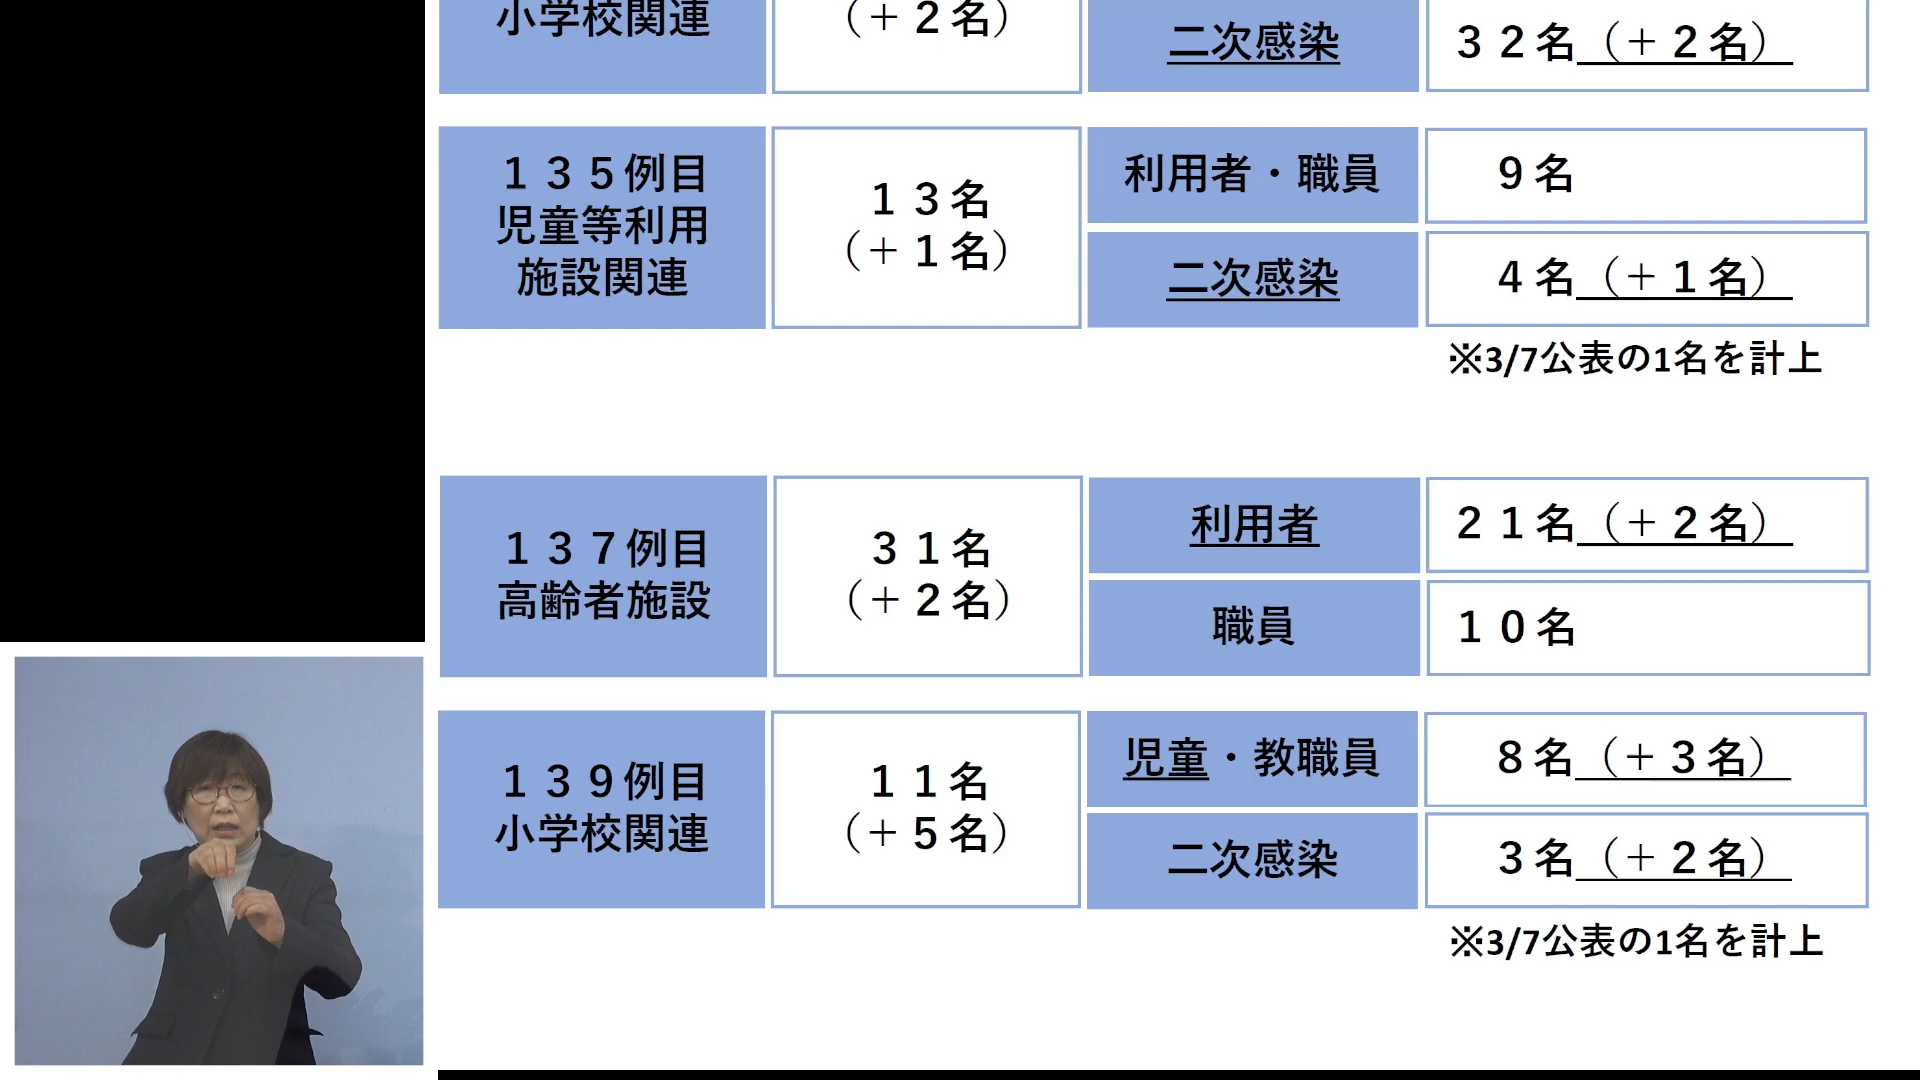 小学校関連
（＋２名）
二次感染
３２名（＋２名）
１３５例目
児童等利用
施設関連
１３名
（＋１名）
利用者・職員
９名
二次感染
４名（＋１名）
※3/7公表の1名を計上
１３７例目
高齢者施設
３１名
（＋２名）
利用者
２１名（＋２名）
職員
１０名
１３９例目
小学校関連
１１名
（＋５名）
児童・教職員
８名（＋３名）
二次感染
３名（＋２名）
※3/7公表の1名を計上